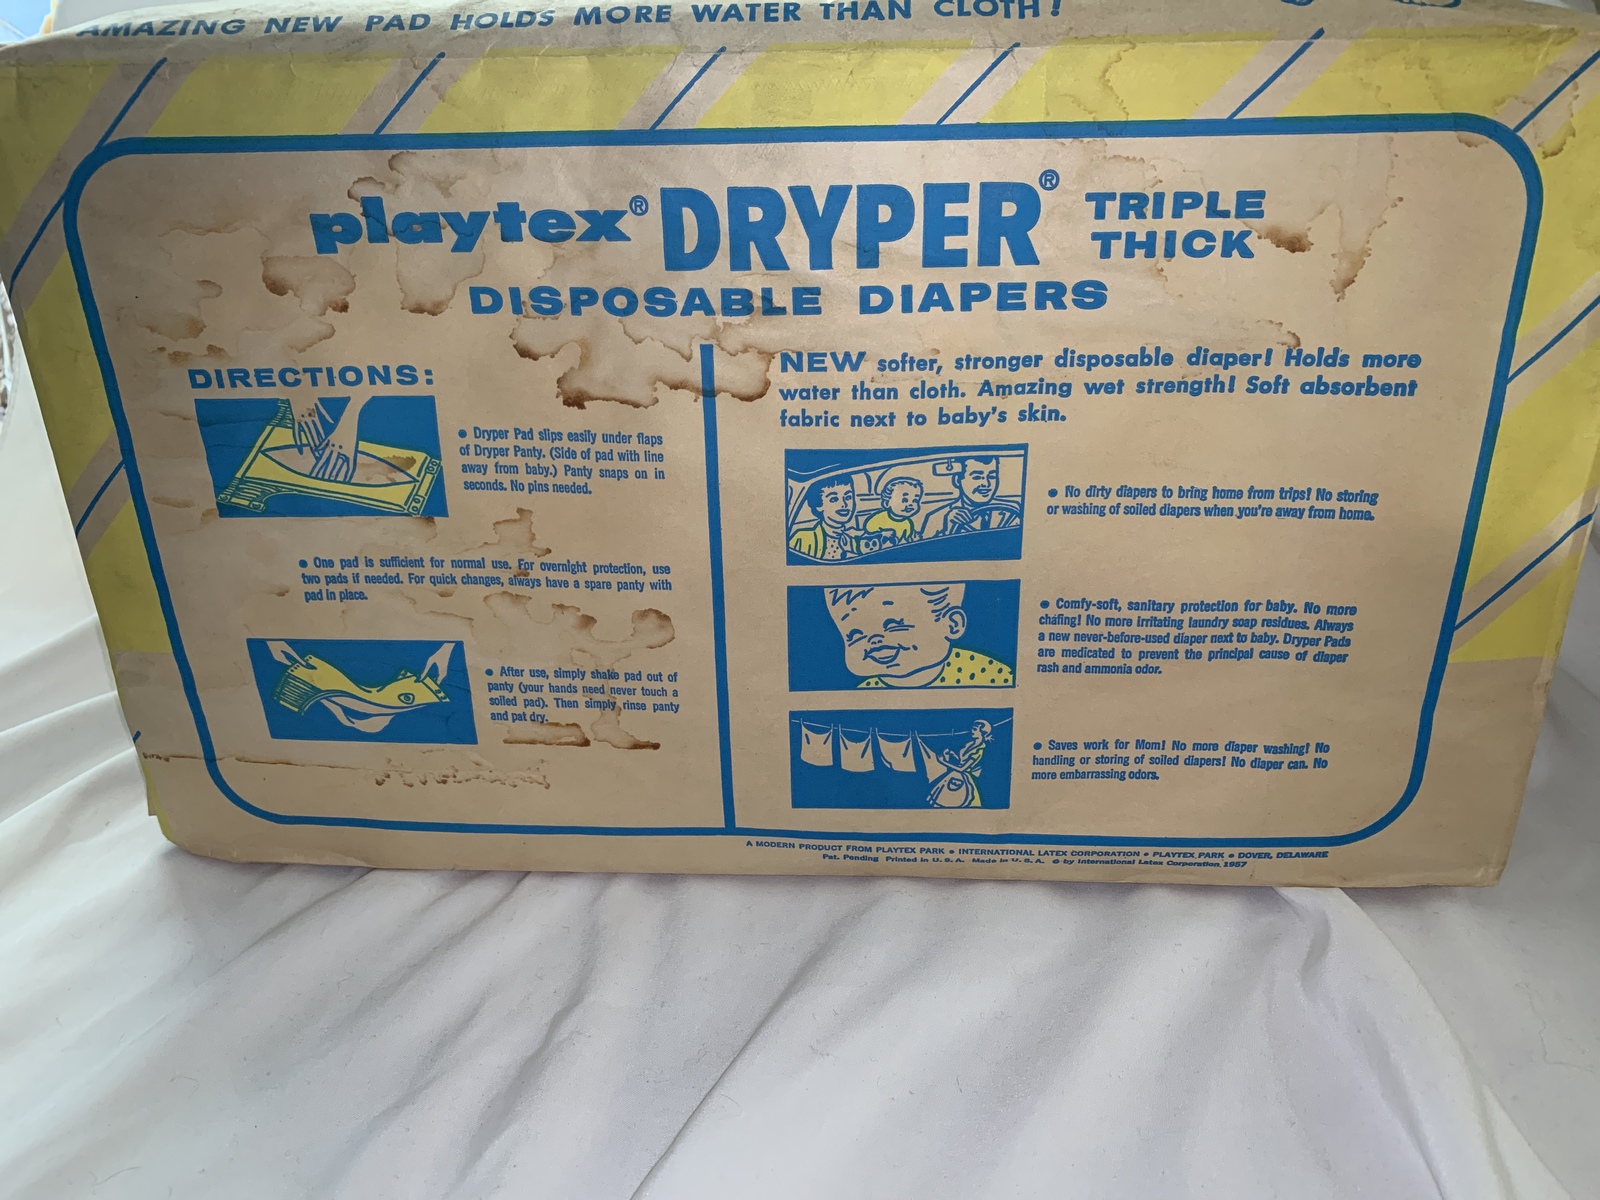 AMAZING NEW PAD HOLDS MORE WATER THAN CLOTH!
playtex® DRYPER® TRIPLE THICK
DISPOSABLE DIAPERS
DIRECTIONS:
• Dryper Pad slips easily under flaps
of Dryper Panty. (Side of pad with line
away from baby.) Panty snaps on in
seconds. No pins needed.
• One pad is sufficient for normal use. For overnight protection, use
two pads if needed. For quick changes, always have a spare panty with
pad in place.
• After use, simply shake pad out of
panty (your hands need never touch a
soiled pad). Then simply rinse panty
and pat dry.
NEW softer, stronger disposable diaper! Holds more
water than cloth. Amazing wet strength! Soft absorbent
fabric next to baby's skin.
• No dirty diapers to bring home from trips! No storing
or washing of soiled diapers when you're away from home.
• Comfy-soft, sanitary protection for baby. No more
chafing! No more irritating laundry soap residues. Always
a new never-before-used diaper next to baby. Dryper Pads
are medicated to prevent the principal cause of diaper
rash and ammonia odor.
• Saves work for Mom! No more diaper washing! No
handling or storing of soiled diapers! No diaper can. No
more embarrassing odors.
A MODERN PRODUCT FROM PLAYTEX PARK • INTERNATIONAL LATEX CORPORATION • PLAYTEX PARK • DOVER, DELAWARE
Pat. Pending Printed in U.S.A. Made in U.S.A. © by International Latex Corporation 1957